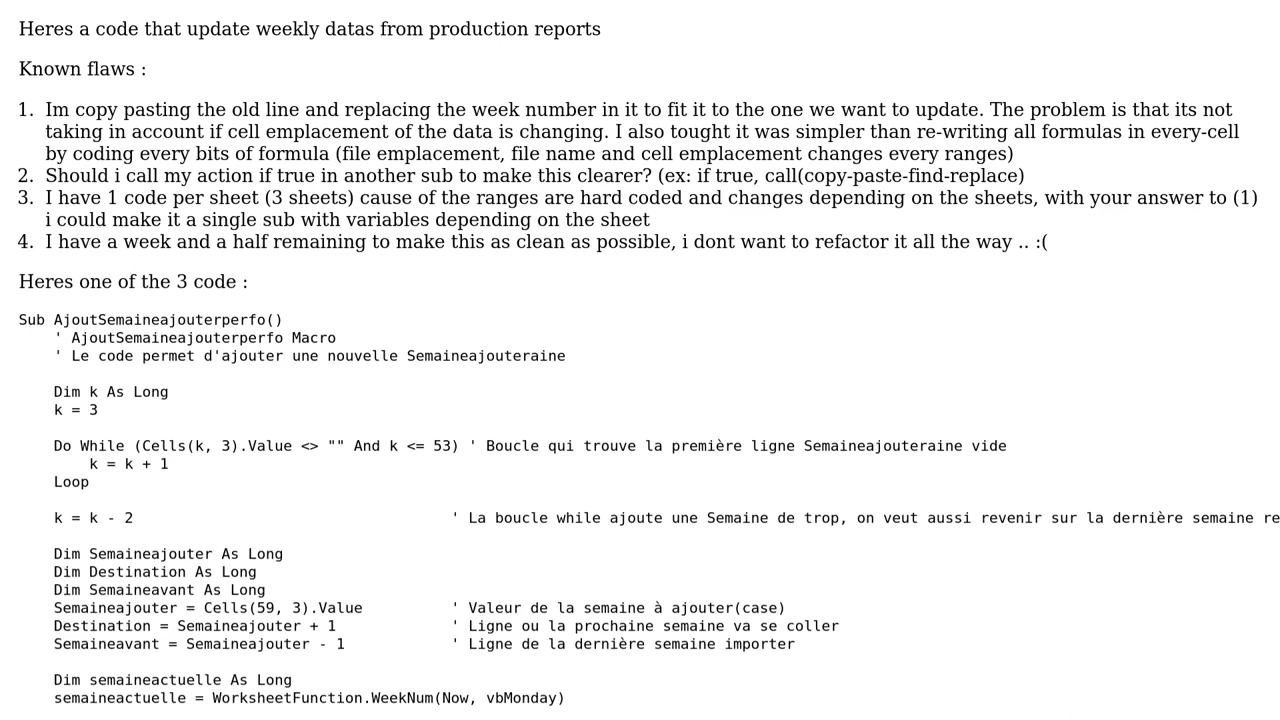 Heres a code that update weekly datas from production reports
Known flaws :
1. Im copy pasting the old line and replacing the week number in it to fit it to the one we want to update. The problem is that its not
taking in account if cell emplacement of the data is changing. I also tought it was simpler than re-writing all formulas in every-cell
by coding every bits of formula (file emplacement, file name and cell emplacement changes every ranges)
2. Should i call my action if true in another sub to make this clearer? (ex: if true, call(copy-paste-find-replace)
3. I have 1 code per sheet (3 sheets) cause of the ranges are hard coded and changes depending on the sheets, with your answer to (1)
i could make it a single sub with variables depending on the sheet
4. I have a week and a half remaining to make this as clean as possible, i dont want to refactor it all the way .. :(
Heres one of the 3 code :
Sub AjoutSemaineajouterperfo()
    ' AjoutSemaineajouterperfo Macro
    ' Le code permet d'ajouter une nouvelle Semaineajouteraine
    Dim k As Long
    k = 3
    Do While (Cells(k, 3).Value <> "" And k <= 53) ' Boucle qui trouve la première ligne Semaineajouteraine vide
        k = k + 1
    Loop
    k = k - 2                                    ' La boucle while ajoute une Semaine de trop, on veut aussi revenir sur la dernière semaine re
    Dim Semaineajouter As Long
    Dim Destination As Long
    Dim Semaineavant As Long
    Semaineajouter = Cells(59, 3).Value          ' Valeur de la semaine à ajouter(case)
    Destination = Semaineajouter + 1             ' Ligne ou la prochaine semaine va se coller
    Semaineavant = Semaineajouter - 1            ' Ligne de la dernière semaine importer
    Dim semaineactuelle As Long
    semaineactuelle = WorksheetFunction.WeekNum(Now, vbMonday)